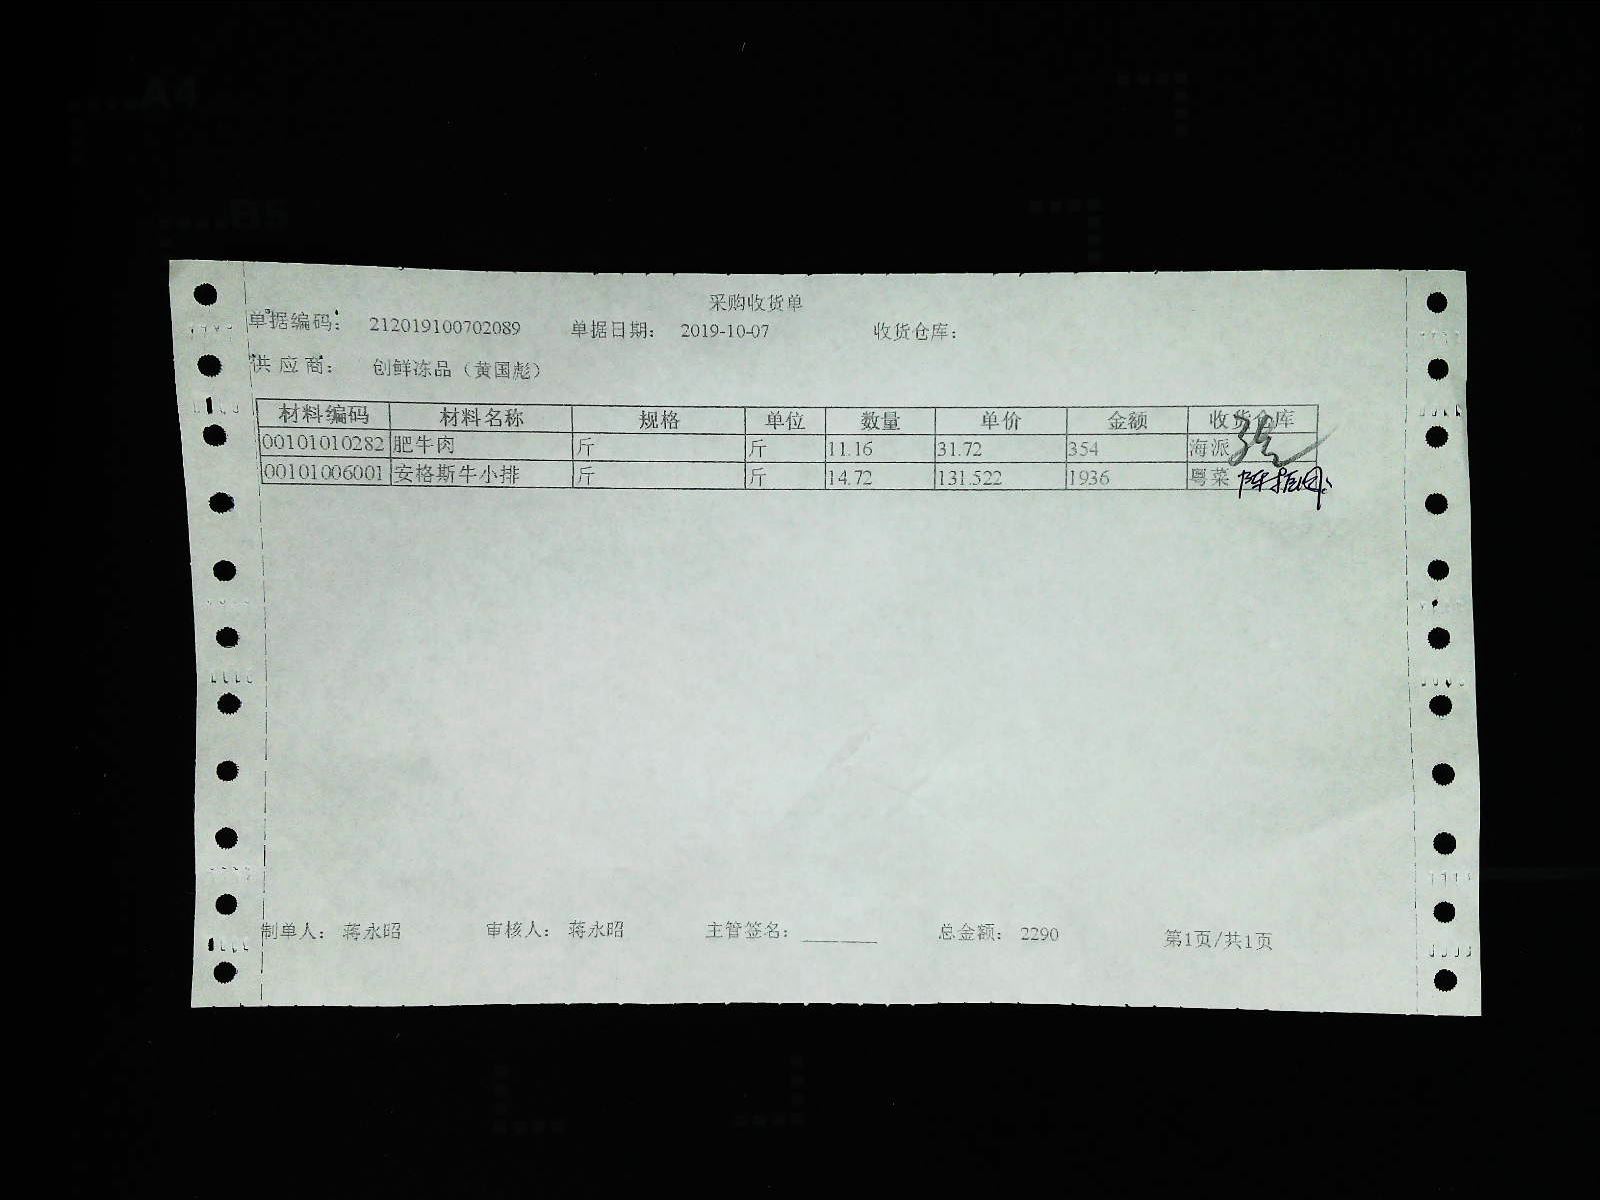 A4
B5
采购收货单
单据编码: 212019100702089 单据日期: 2019-10-07 收货仓库:
供应商: 创鲜冻品（黄国彪）
材料编码 材料名称 规格 单位 数量 单价 金额 收货仓库
00101010282 肥牛肉 斤 斤 11.16 31.72 354 海派
00101006001 安格斯牛小排 斤 斤 14.72 131.522 1936 粤菜
制单人: 蒋永昭 审核人: 蒋永昭 主管签名: 总金额: 2290 第1页/共1页